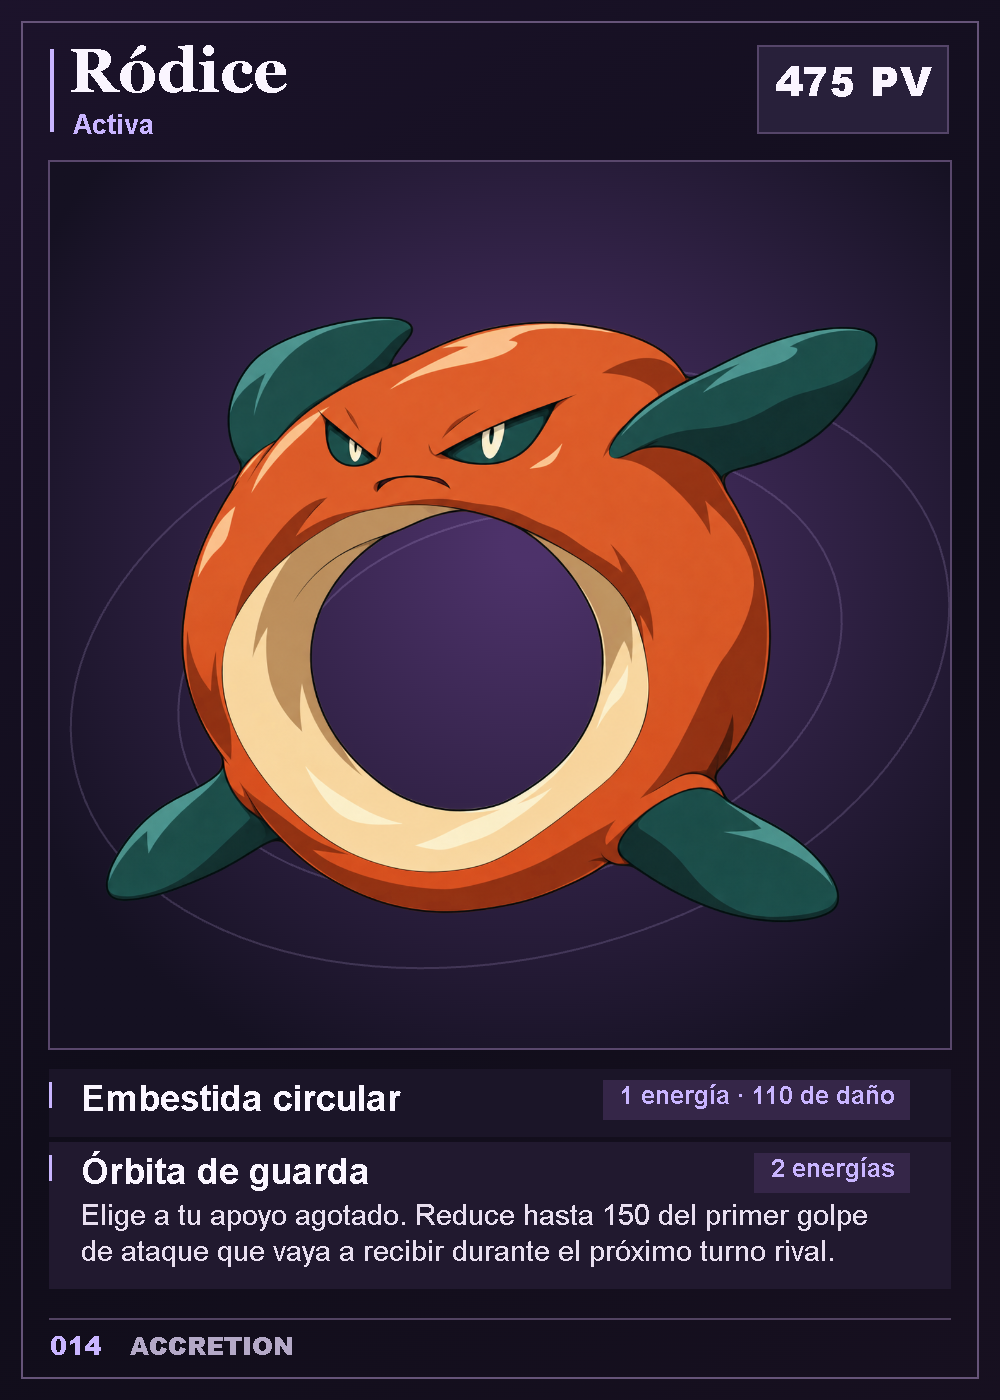 Ródice
475 PV
Activa
Embestida circular
1 energía · 110 de daño
Órbita de guarda
2 energías
Elige a tu apoyo agotado. Reduce hasta 150 del primer golpe
de ataque que vaya a recibir durante el próximo turno rival.
014 ACCRETION